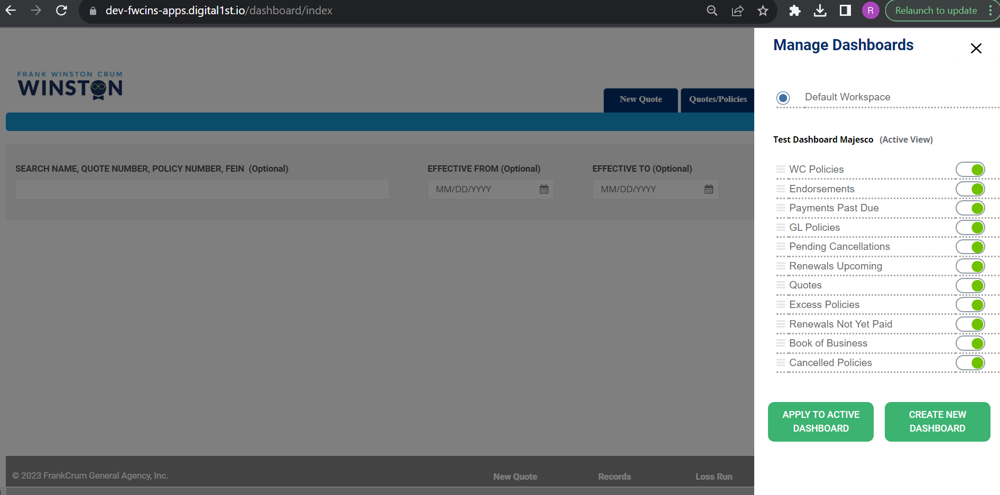 dev-fwcins-apps.digital1st.io/dashboard/index
R
Relaunch to update
FRANK WINSTON CRUM
WINSTON
New Quote
Quotes/Policies
SEARCH NAME, QUOTE NUMBER, POLICY NUMBER, FEIN (Optional)
EFFECTIVE FROM (Optional)
EFFECTIVE TO (Optional)
MM/DD/YYYY
MM/DD/YYYY
© 2023 FrankCrum General Agency, Inc.
New Quote
Records
Loss Run
Manage Dashboards
Default Workspace
Test Dashboard Majesco (Active View)
WC Policies
Endorsements
Payments Past Due
GL Policies
Pending Cancellations
Renewals Upcoming
Quotes
Excess Policies
Renewals Not Yet Paid
Book of Business
Cancelled Policies
APPLY TO ACTIVE
DASHBOARD
CREATE NEW
DASHBOARD